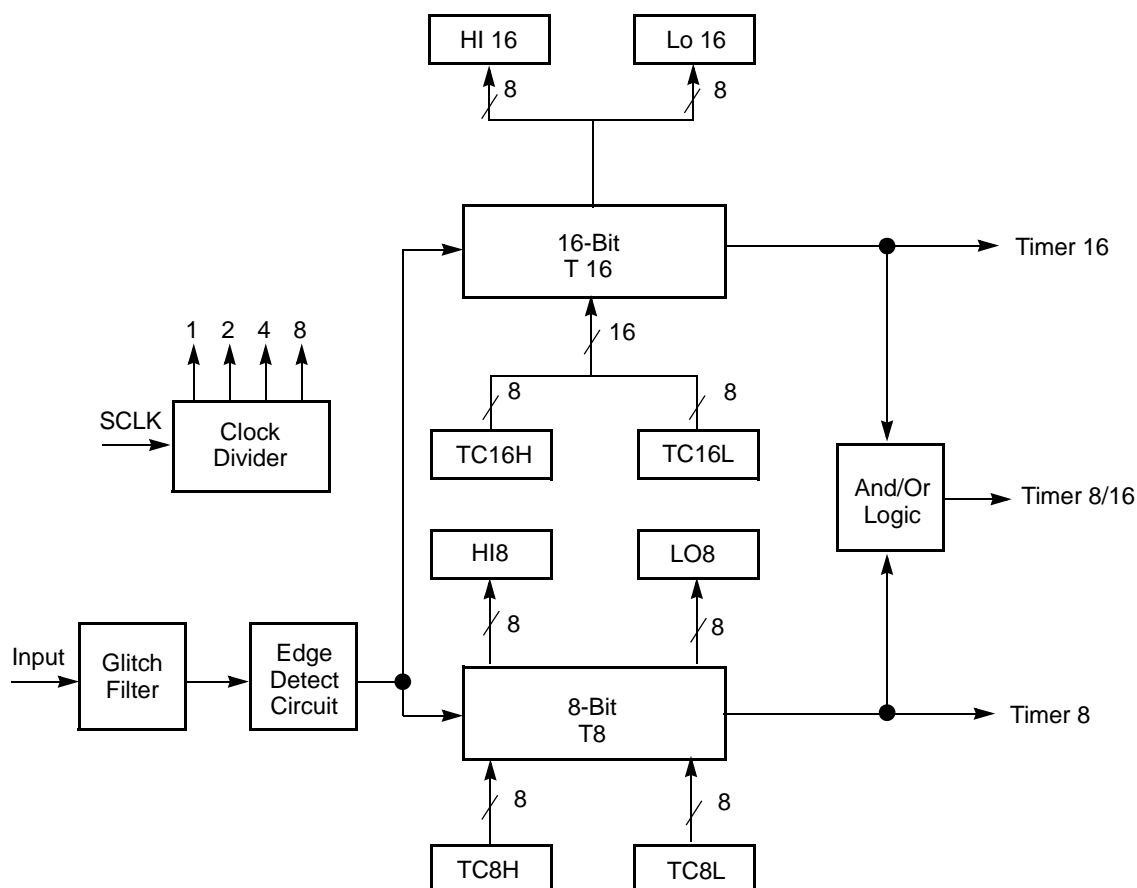 HI 16
Lo 16
8
8
16-Bit
T 16
Timer 16
1 2 4 8
16
SCLK
Clock
Divider
8
8
TC16H
TC16L
And/Or
Logic
Timer 8/16
HI8
LO8
8
8
Input
Glitch
Filter
Edge
Detect
Circuit
8-Bit
T8
Timer 8
8
8
TC8H
TC8L